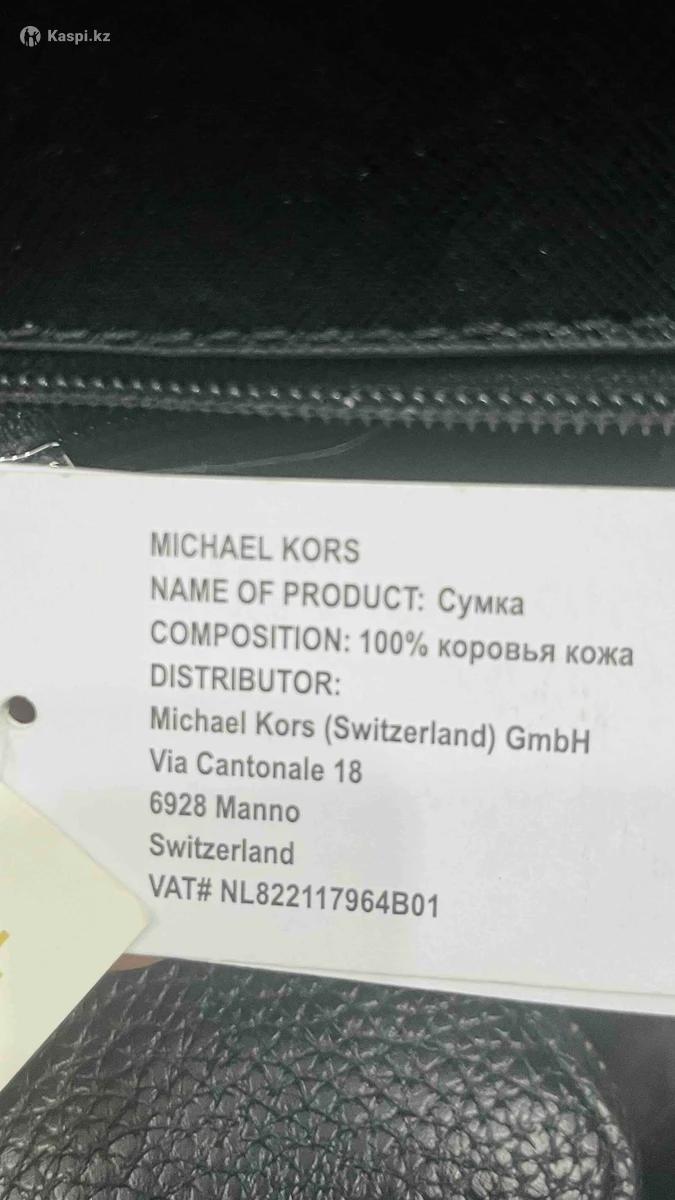 Kaspi.kz
MICHAEL KORS
NAME OF PRODUCT: Сумка
COMPOSITION: 100% коровья кожа
DISTRIBUTOR:
Michael Kors (Switzerland) GmbH
Via Cantonale 18
6928 Manno
Switzerland
VAT# NL822117964B01